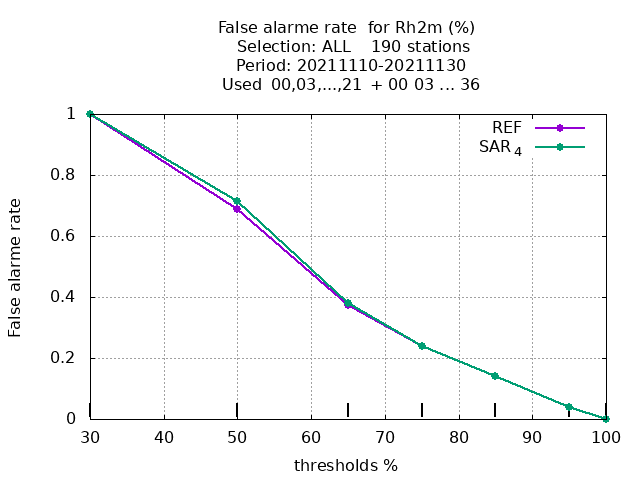 False alarme rate for Rh2m (%)
Selection: ALL 190 stations
Period: 20211110-20211130
Used 00,03,...,21 + 00 03 ... 36
REF
SAR 4
False alarme rate
1
0.8
0.6
0.4
0.2
0
30 40 50 60 70 80 90 100
thresholds %